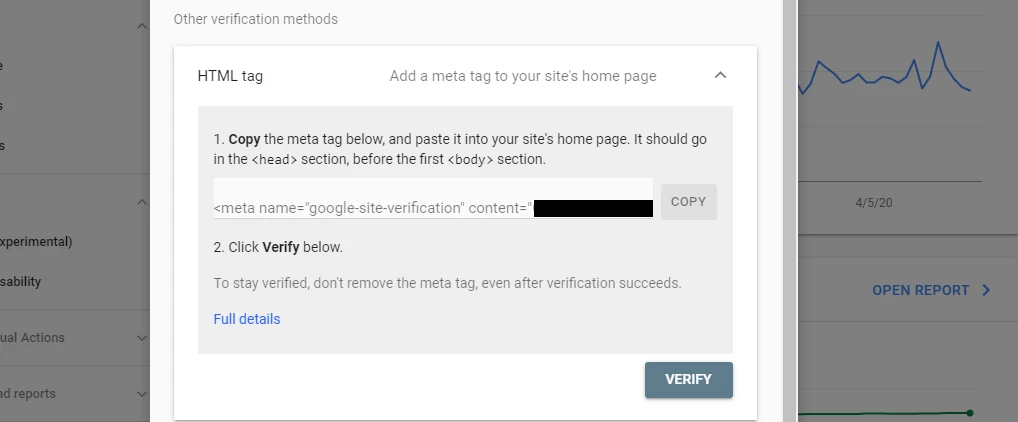 Other verification methods
HTML tag
Add a meta tag to your site's home page
1. Copy the meta tag below, and paste it into your site's home page. It should go
in the <head> section, before the first <body> section.
<meta name="google-site-verification" content="
COPY
2. Click Verify below.
To stay verified, don't remove the meta tag, even after verification succeeds.
Full details
VERIFY
xperimental)
sability
ual Actions
nd reports
4/5/20
OPEN REPORT